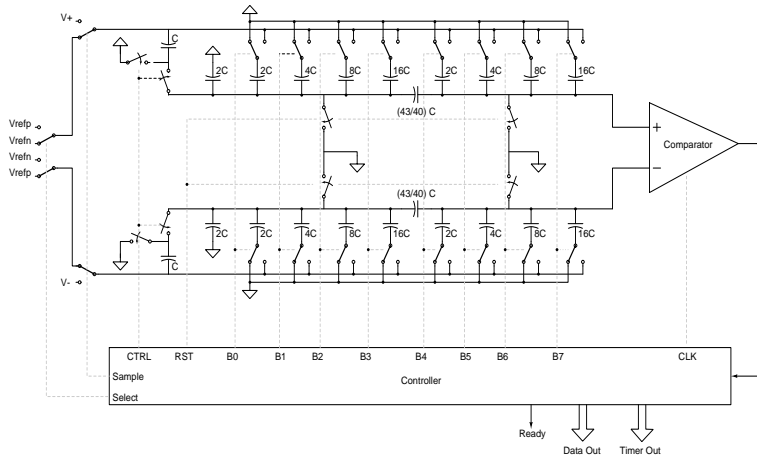 V+
C
2C 2C 4C 8C 16C 2C 4C 8C 16C
(43/40) C
Vrefp
Vrefn
Vrefn
Vrefp
+
Comparator
−
(43/40) C
2C 2C 4C 8C 16C 2C 4C 8C 16C
C
V-
CTRL RST B0 B1 B2 B3 B4 B5 B6 B7 CLK
Sample
Controller
Select
Ready
Data Out Timer Out